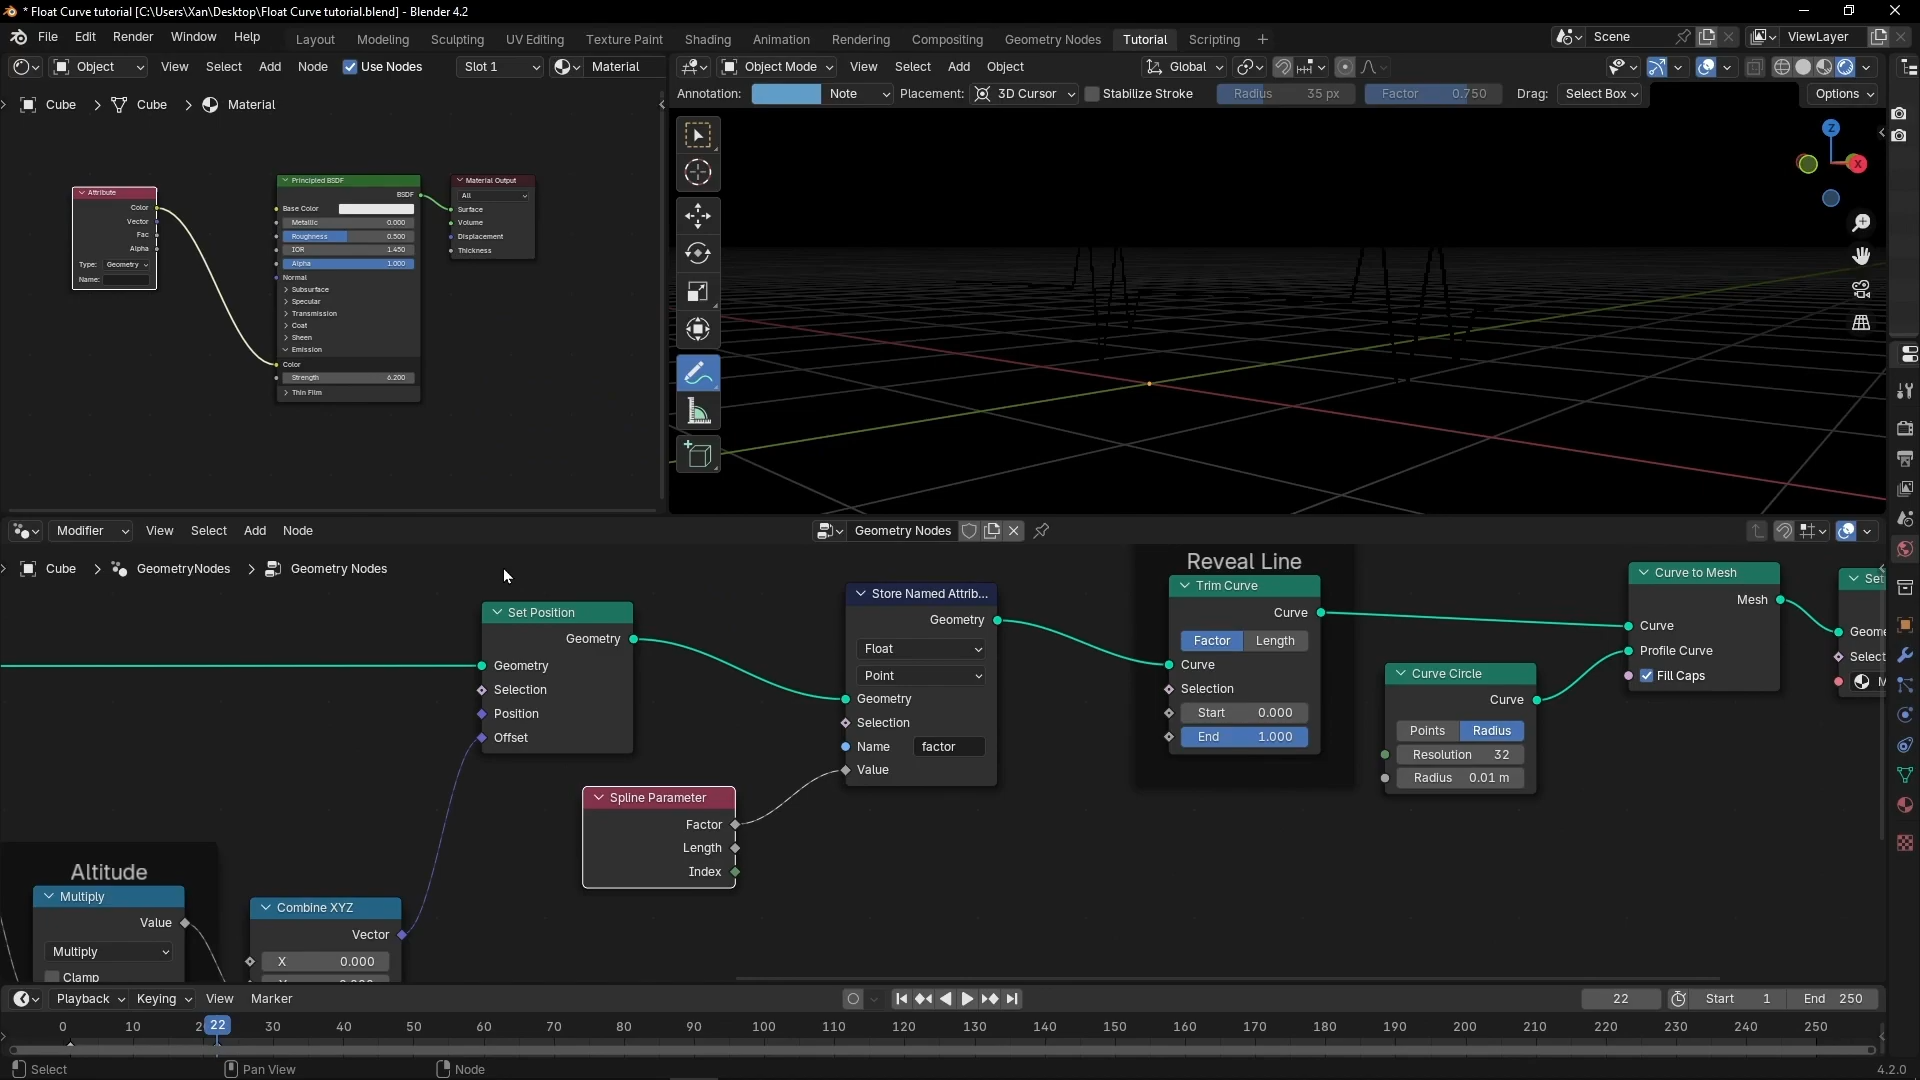 * Float Curve tutorial [C:\Users\Xan\Desktop\Float Curve tutorial.blend] - Blender 4.2
File Edit Render Window Help Layout Modeling Sculpting UV Editing Texture Paint Shading Animation Rendering Compositing Geometry Nodes Tutorial Scripting + Scene ViewLayer
Object View Select Add Node Use Nodes Slot 1 Material
Object Mode View Select Add Object Global
Annotation: Note Placement: 3D Cursor Stabilize Stroke Radius 35 px Factor 0.750 Drag: Select Box Options
Cube > Cube > Material
Attribute
Color
Vector
Fac
Alpha
Type: Geometry
Name:
Principled BSDF
BSDF
Base Color
Metallic 0.000
Roughness 0.500
IOR 1.450
Alpha 1.000
Normal
Subsurface
Specular
Transmission
Coat
Sheen
Emission
Color
Strength 6.200
Thin Film
Material Output
All
Surface
Volume
Displacement
Thickness
Z
X
Modifier View Select Add Node Geometry Nodes
Cube > GeometryNodes > Geometry Nodes
Set Position
Geometry
Geometry
Selection
Position
Offset
Store Named Attrib...
Geometry
Float
Point
Geometry
Selection
Name factor
Value
Spline Parameter
Factor
Length
Index
Reveal Line
Trim Curve
Curve
Factor Length
Curve
Selection
Start 0.000
End 1.000
Curve Circle
Curve
Points Radius
Resolution 32
Radius 0.01 m
Curve to Mesh
Mesh
Curve
Profile Curve
Fill Caps
Set
Geome
Select
M
Altitude
Multiply
Value
Multiply
Clamp
Combine XYZ
Vector
X 0.000
Playback Keying View Marker 22 Start 1 End 250
0 10 22 30 40 50 60 70 80 90 100 110 120 130 140 150 160 170 180 190 200 210 220 230 240 250
Select Pan View Node 4.2.0